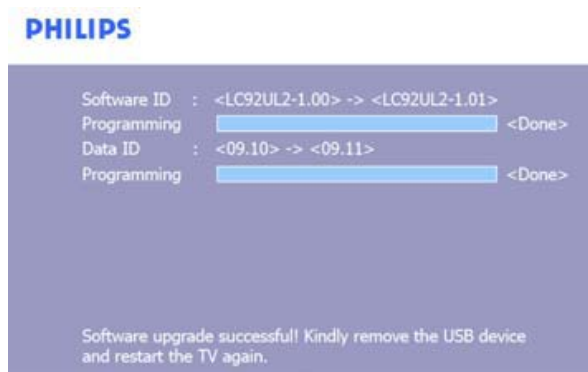 PHILIPS
Software ID : <LC92UL2-1.00> -> <LC92UL2-1.01>
Programming <Done>
Data ID : <09.10> -> <09.11>
Programming <Done>
Software upgrade successful! Kindly remove the USB device
and restart the TV again.